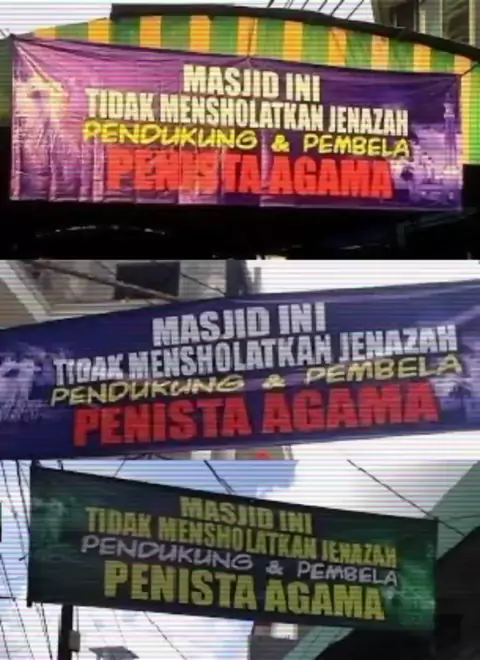 MASJID INI
TIDAK MENSHOLATKAN JENAZAH
PENDUKUNG & PEMBELA
PENISTA AGAMA
MASJID INI
TIDAK MENSHOLATKAN JENAZAH
PENDUKUNG & PEMBELA
PENISTA AGAMA
MASJID INI
TIDAK MENSHOLATKAN JENAZAH
PENDUKUNG & PEMBELA
PENISTA AGAMA